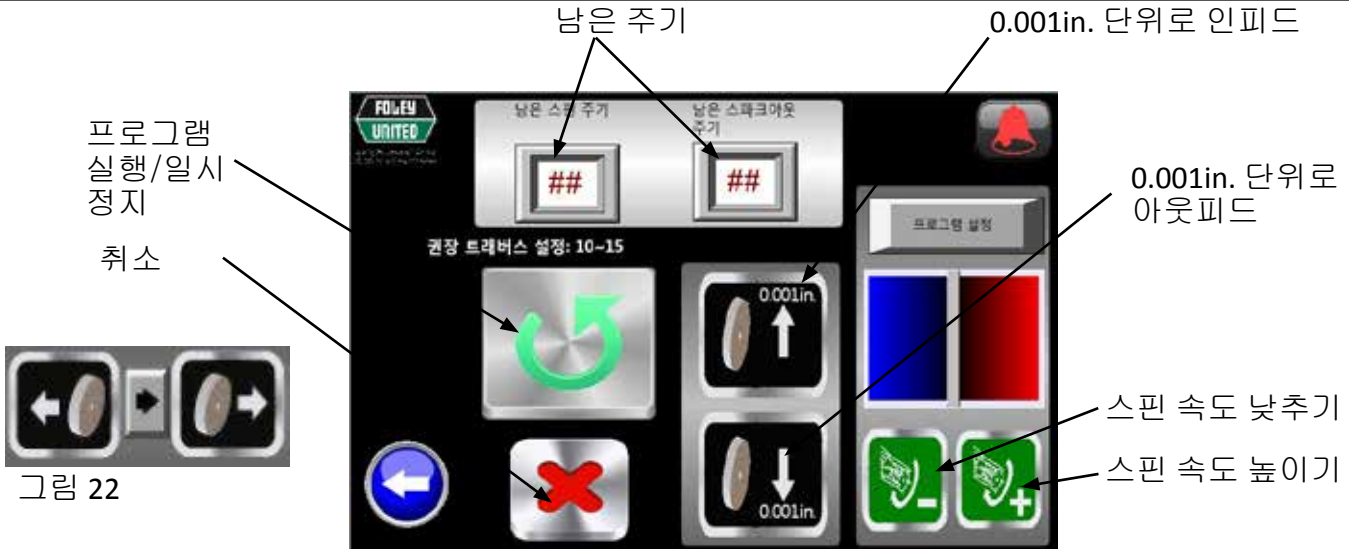 남은 주기
0.001in. 단위로 인피드
프로그램
실행/일시
정지
취소
0.001in. 단위로
아웃피드
스핀 속도 낮추기
스핀 속도 높이기
그림 22
FOLEY
UNITED
남은 스핀 주기
남은 스파크아웃
주기
##
##
프로그램 설정
권장 트래버스 설정: 10~15
0.001in.
0.001in.